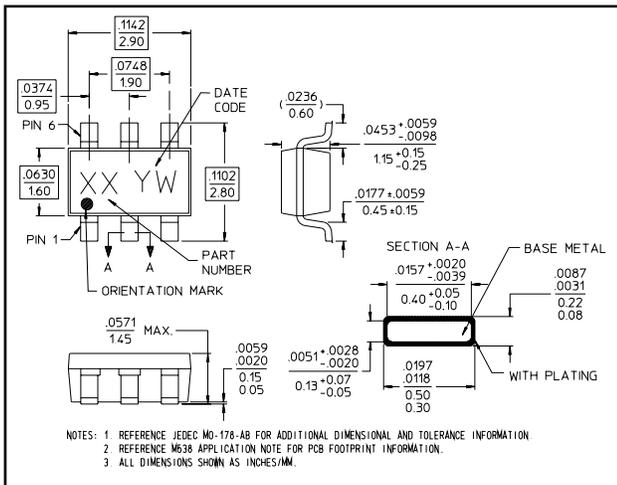 .1142
2.90
.0748
1.90
.0374
0.95
DATE
CODE
PIN 6
.0630
1.60
XX YW
.1102
2.80
PIN 1
A A
PART
NUMBER
ORIENTATION MARK
(.0236
0.60)
.0453 +.0059
-.0098
1.15 +0.15
-0.25
.0177 ±.0059
0.45 ±0.15
SECTION A-A
BASE METAL
.0157 +.0020
-.0039
0.40 +0.05
-0.10
.0087
.0031
0.22
0.08
.0571
1.45 MAX.
.0059
.0020
0.15
0.05
.0051 +.0028
-.0020
0.13 +0.07
-0.05
.0197
.0118
0.50
0.30
WITH PLATING
NOTES: 1. REFERENCE JEDEC MO-178-AB FOR ADDITIONAL DIMENSIONAL AND TOLERANCE INFORMATION.
2. REFERENCE M538 APPLICATION NOTE FOR PCB FOOTPRINT INFORMATION.
3. ALL DIMENSIONS SHOWN AS INCHES/MM.